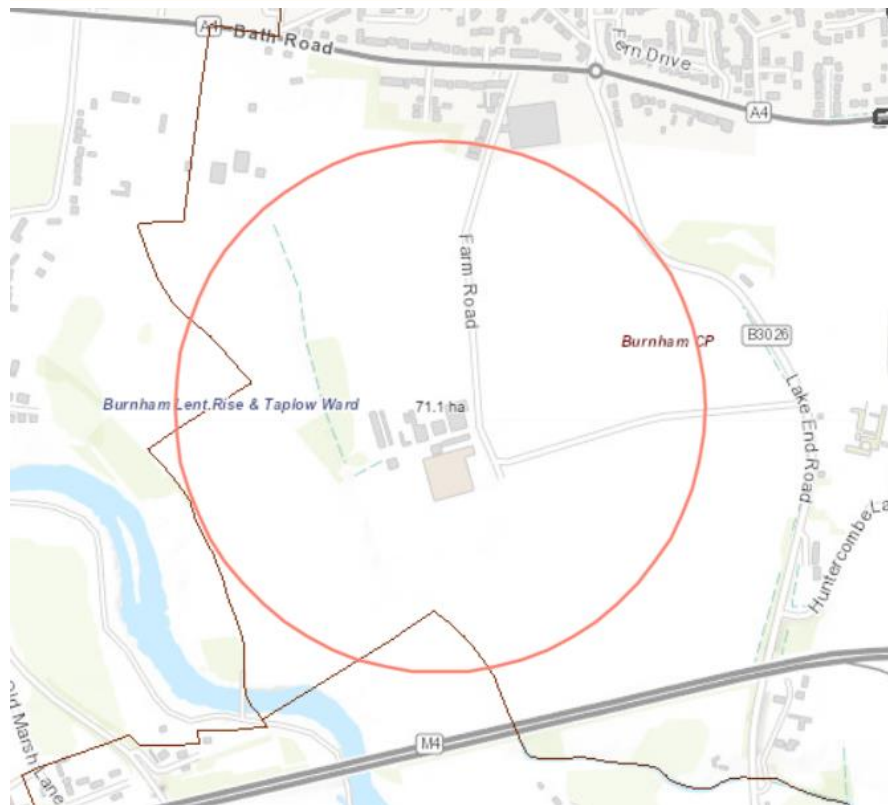 A4
Bath Road
Fern Drive
A4
Farm Road
Burnham CP
B3026
Burnham Lent Rise & Taplow Ward
71.1 ha
Lake End Road
Huntercombe La
Old Marsh Lane
M4